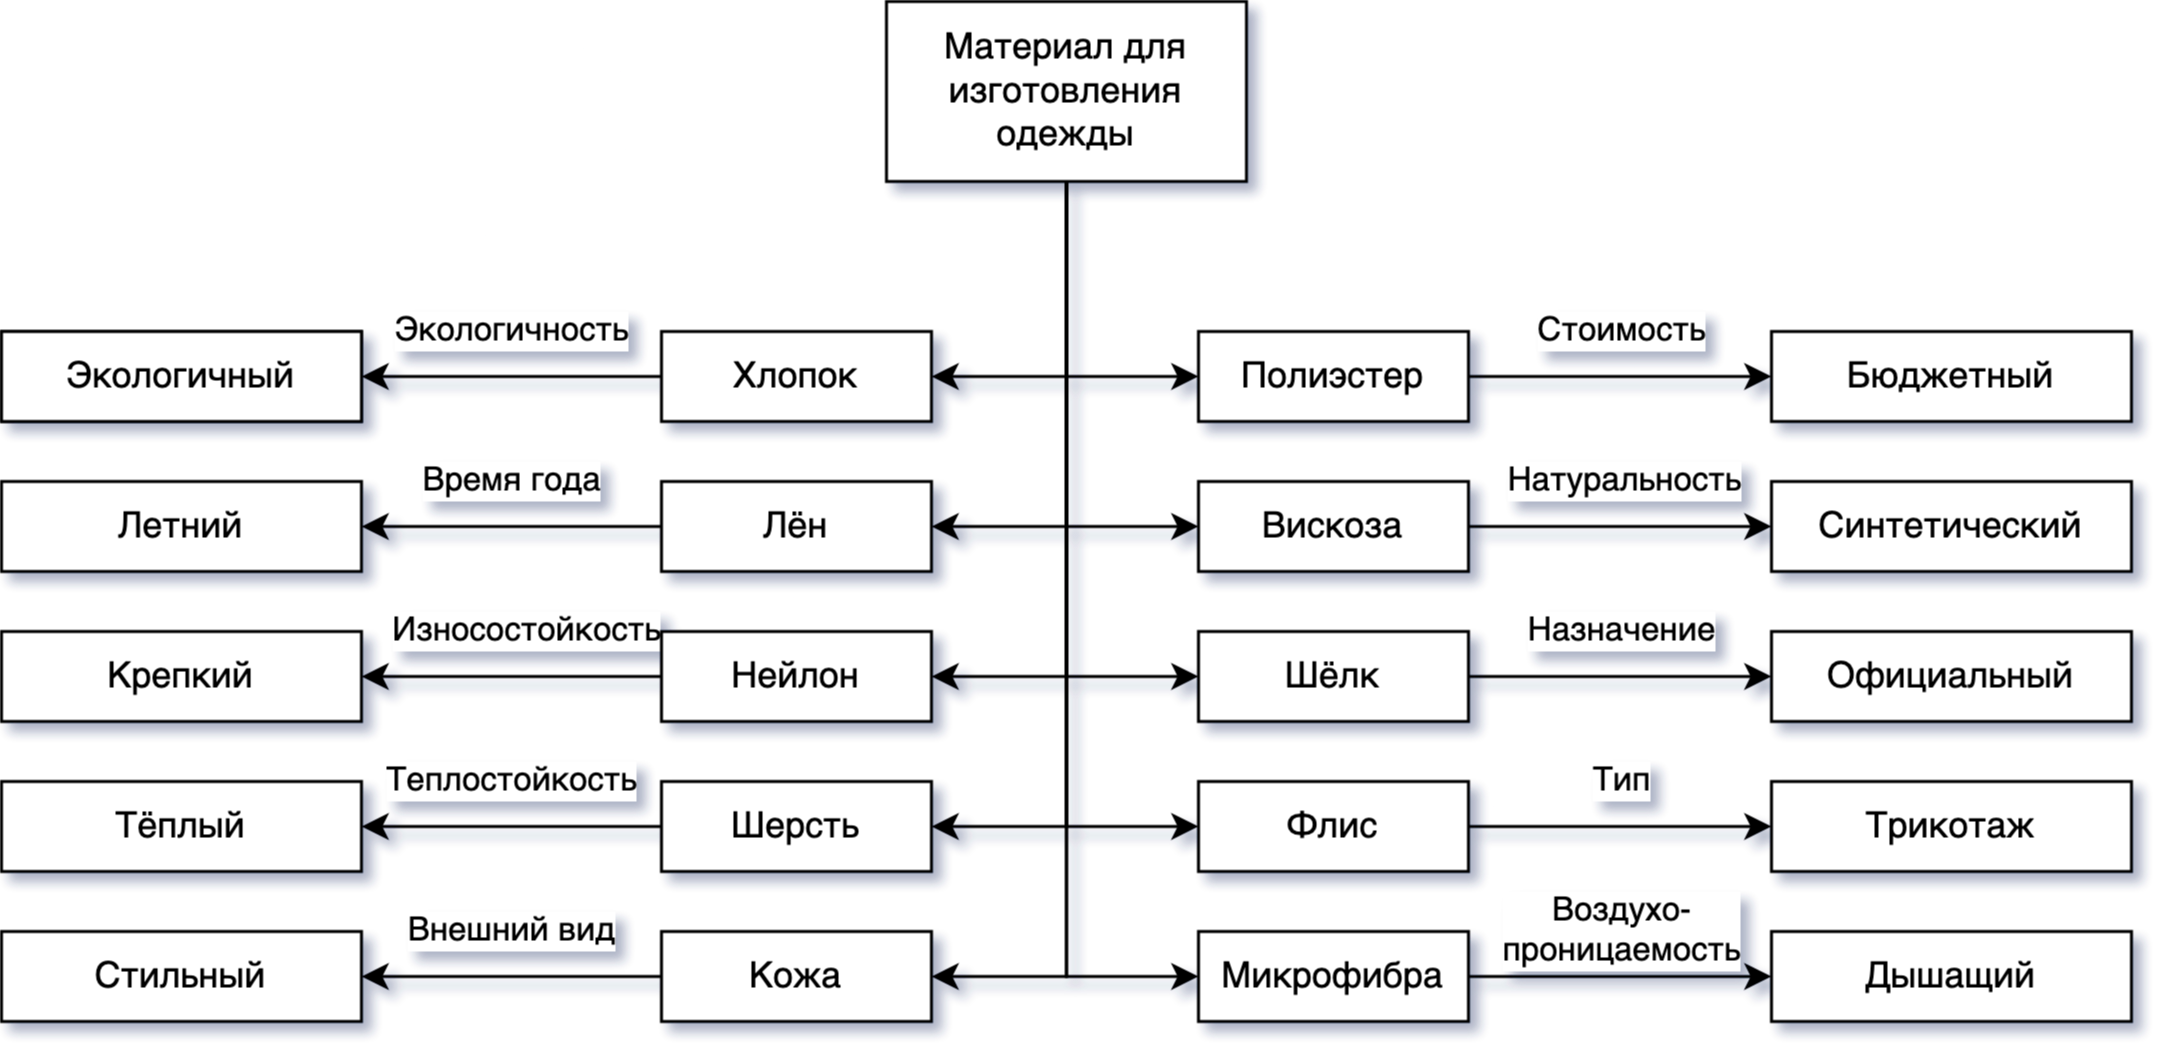 Материал для
изготовления
одежды
Экологичный
Экологичность
Хлопок
Полиэстер
Стоимость
Бюджетный
Летний
Время года
Лён
Вискоза
Натуральность
Синтетический
Крепкий
Износостойкость
Нейлон
Шёлк
Назначение
Официальный
Тёплый
Теплостойкость
Шерсть
Флис
Тип
Трикотаж
Стильный
Внешний вид
Кожа
Микрофибра
Воздухо-
проницаемость
Дышащий